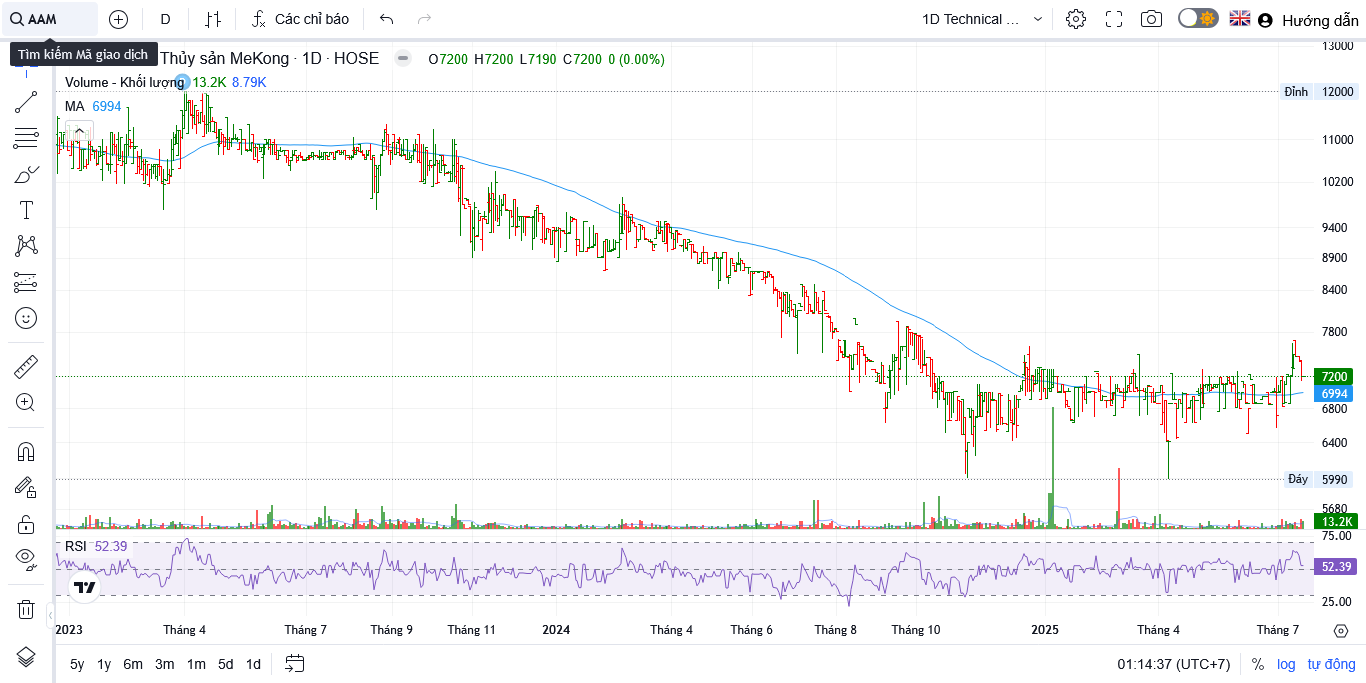 AAM
D
Các chỉ báo
1D Technical ...
Hướng dẫn
Tìm kiếm Mã giao dịch
Thủy sản MeKong · 1D · HOSE
O7200 H7200 L7190 C7200 0 (0.00%)
Volume - Khối lượng 13.2K 8.79K
MA 6994
13000
Đỉnh 12000
11000
10200
9400
8900
8400
7800
7200
6994
6800
6400
Đáy 5990
5680
13.2K
RSI 52.39
75.00
52.39
25.00
2023 Tháng 4 Tháng 7 Tháng 9 Tháng 11 2024 Tháng 4 Tháng 6 Tháng 8 Tháng 10 2025 Tháng 4 Tháng 7
5y 1y 6m 3m 1m 5d 1d
01:14:37 (UTC+7) % log tự động